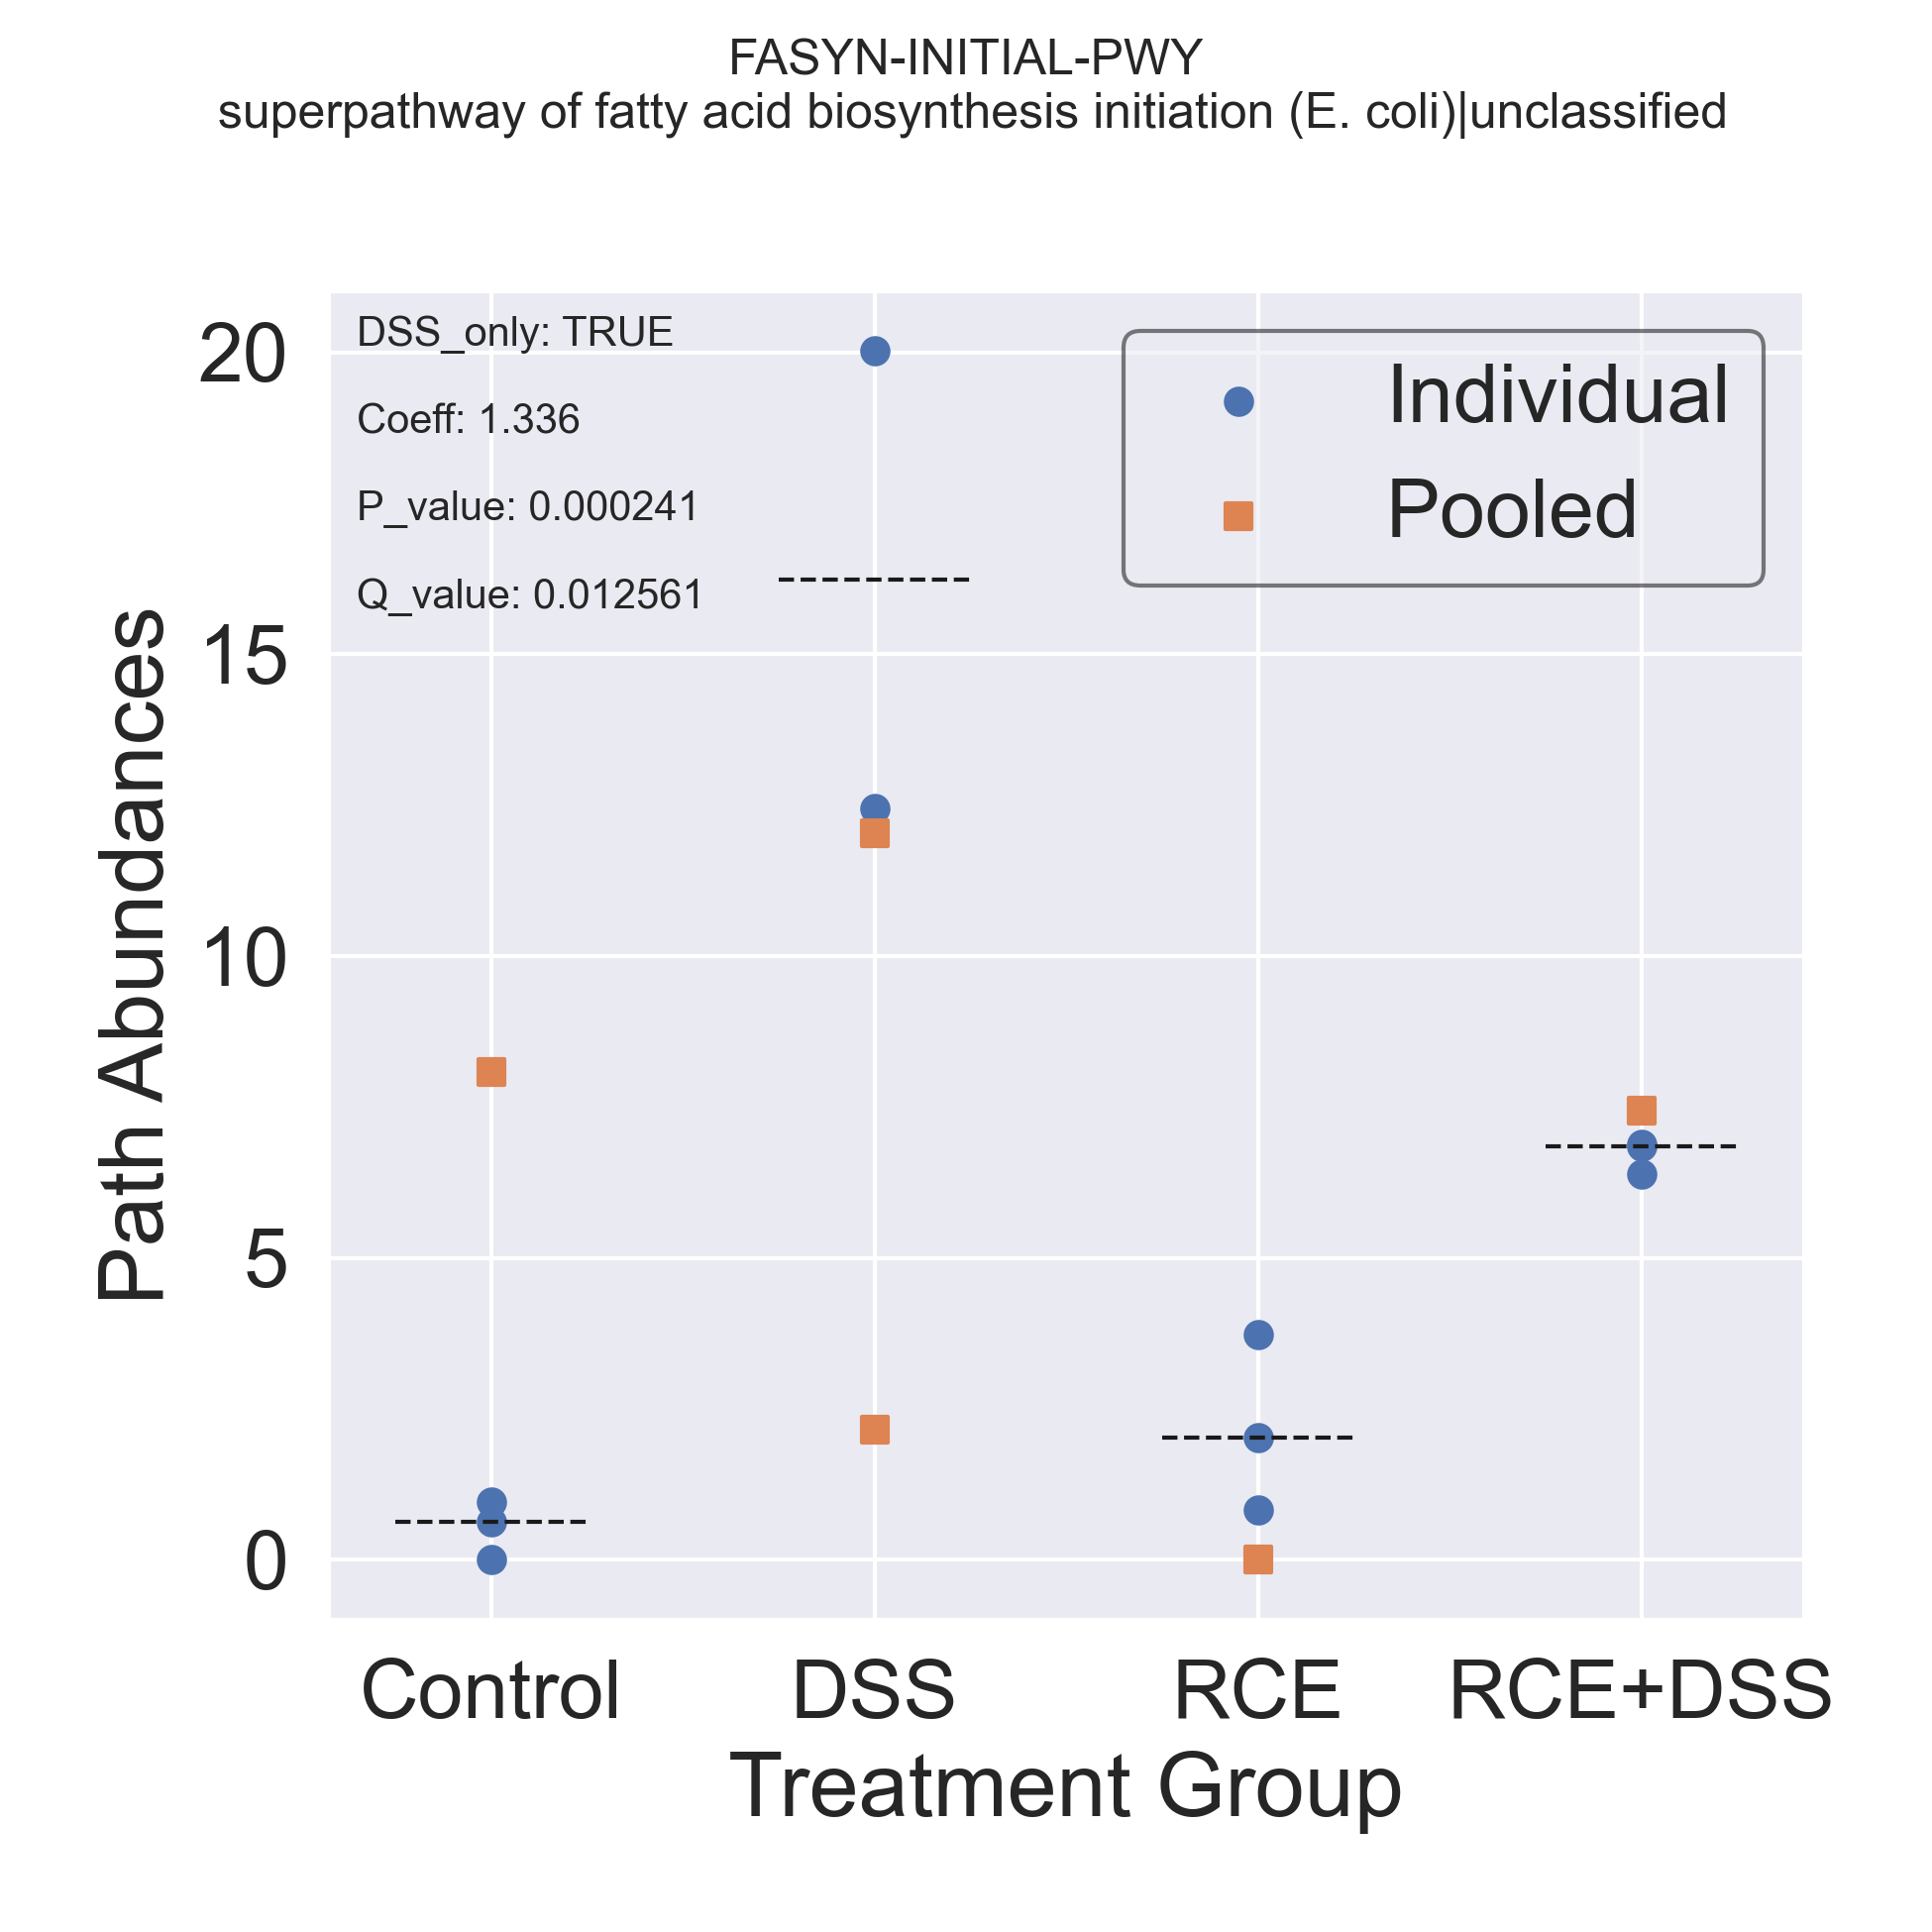 FASYN-INITIAL-PWY
superpathway of fatty acid biosynthesis initiation (E. coli)|unclassified
DSS_only: TRUE
Coeff: 1.336
P_value: 0.000241
Q_value: 0.012561
Individual
Pooled
Path Abundances
20
15
10
5
0
Control DSS RCE RCE+DSS
Treatment Group